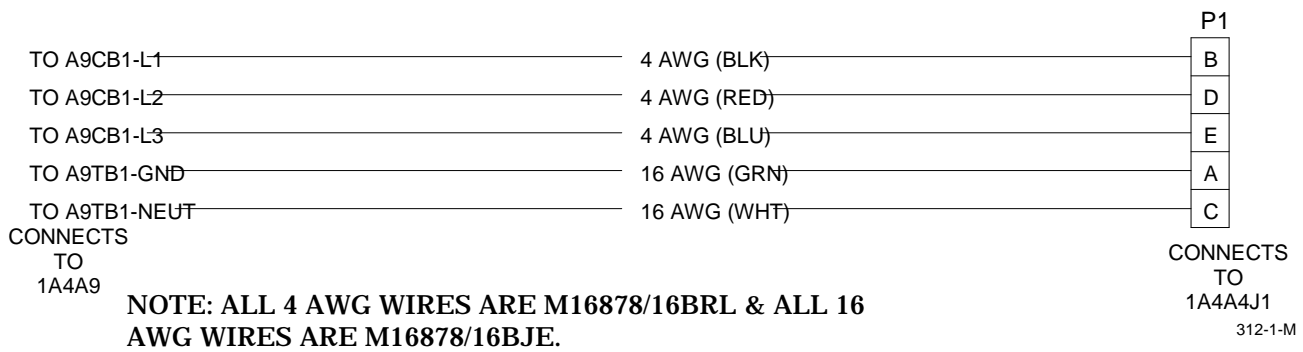 P1
TO A9CB1-L1 4 AWG (BLK) B
TO A9CB1-L2 4 AWG (RED) D
TO A9CB1-L3 4 AWG (BLU) E
TO A9TB1-GND 16 AWG (GRN) A
TO A9TB1-NEUT 16 AWG (WHT) C
CONNECTS
TO
1A4A9
CONNECTS
TO
1A4A4J1
NOTE: ALL 4 AWG WIRES ARE M16878/16BRL & ALL 16
AWG WIRES ARE M16878/16BJE.
312-1-M